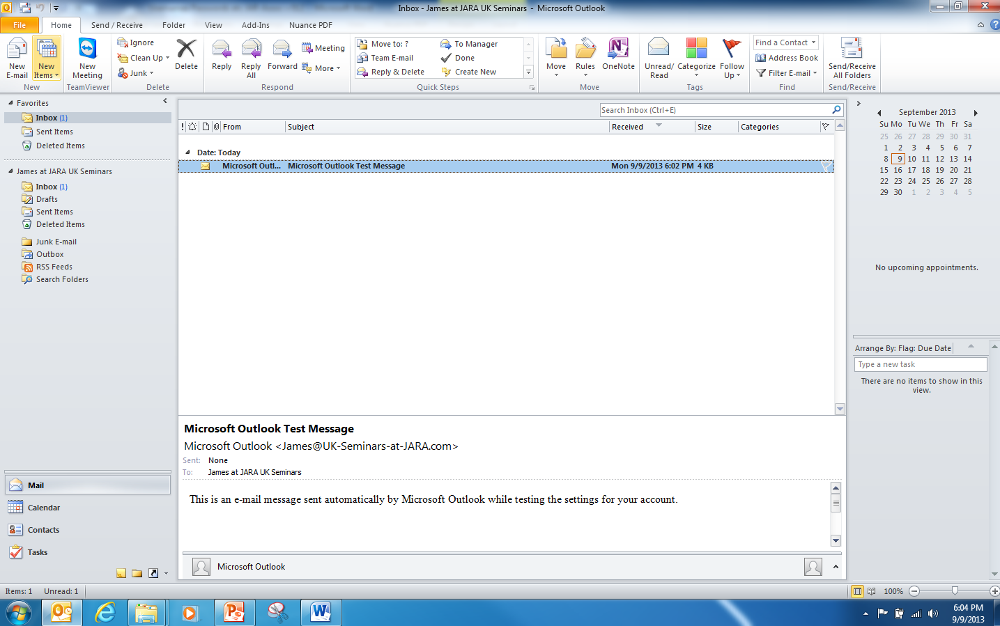 Inbox - James at JARA UK Seminars - Microsoft Outlook
File Home Send / Receive Folder View Add-Ins Nuance PDF
New E-mail
New Items
New
New Meeting
TeamViewer
Ignore
Clean Up
Junk
Delete
Delete
Reply
Reply All
Forward
Meeting
More
Respond
Move to: ?
Team E-mail
Reply & Delete
To Manager
Done
Create New
Quick Steps
Move
Rules
OneNote
Move
Unread/ Read
Categorize
Follow Up
Tags
Find a Contact
Address Book
Filter E-mail
Find
Send/Receive All Folders
Send/Receive
Favorites
Inbox (1)
Sent Items
Deleted Items
James at JARA UK Seminars
Inbox (1)
Drafts
Sent Items
Deleted Items
Junk E-mail
Outbox
RSS Feeds
Search Folders
Mail
Calendar
Contacts
Tasks
Search Inbox (Ctrl+E)
From Subject Received Size Categories
Date: Today
Microsoft Outl... Microsoft Outlook Test Message Mon 9/9/2013 6:02 PM 4 KB
Microsoft Outlook Test Message
Microsoft Outlook <James@UK-Seminars-at-JARA.com>
Sent: None
To: James at JARA UK Seminars
This is an e-mail message sent automatically by Microsoft Outlook while testing the settings for your account.
Microsoft Outlook
September 2013
Su Mo Tu We Th Fr Sa
25 26 27 28 29 30 31
1 2 3 4 5 6 7
8 9 10 11 12 13 14
15 16 17 18 19 20 21
22 23 24 25 26 27 28
29 30 1 2 3 4 5
No upcoming appointments.
Arrange By: Flag: Due Date
Type a new task
There are no items to show in this
view.
Items: 1 Unread: 1
100%
6:04 PM
9/9/2013